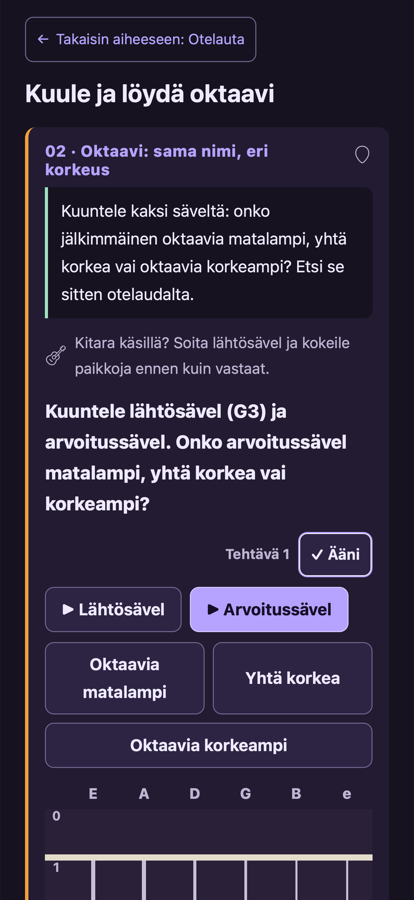 ← Takaisin aiheeseen: Otelauta
Kuule ja löydä oktaavi
02 · Oktaavi: sama nimi, eri
korkeus
Kuuntele kaksi säveltä: onko
jälkimmäinen oktaavia matalampi, yhtä
korkea vai oktaavia korkeampi? Etsi se
sitten otelaudalta.
Kitara käsillä? Soita lähtösävel ja kokeile
paikkoja ennen kuin vastaat.
Kuuntele lähtösävel (G3) ja
arvoitussävel. Onko arvoitussävel
matalampi, yhtä korkea vai
korkeampi?
Tehtävä 1 ✓ Ääni
▶ Lähtösävel ▶ Arvoitussävel
Oktaavia
matalampi
Yhtä korkea
Oktaavia korkeampi
E A D G B e
0
1